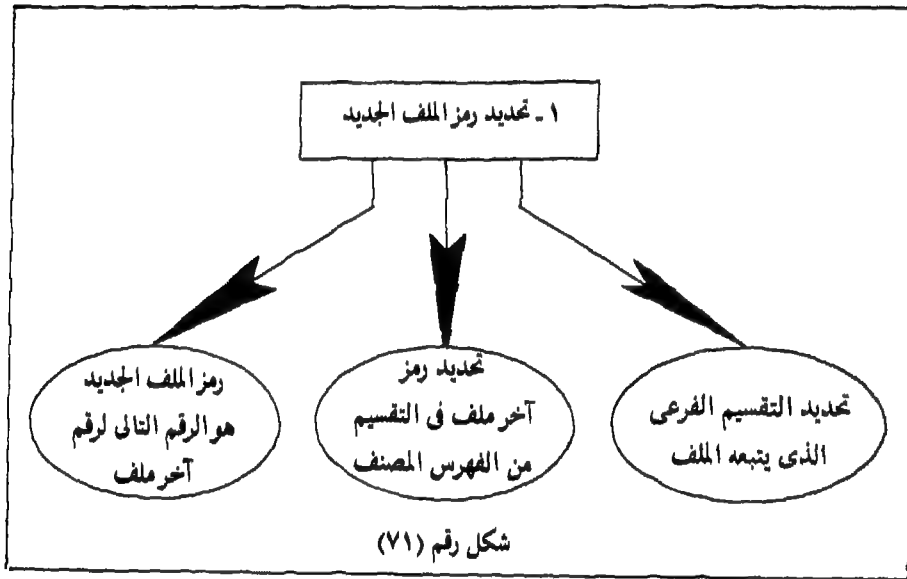 ١ ـ تحديد رمز الملف الجديد
تحديد التقسيم الفرعى
الذى يتبعه الملف
تحديد رمز
آخر ملف فى التقسيم
من الفهرس المصنف
رمز الملف الجديد
هو الرقم التالى لرقم
آخر ملف
شكل رقم (٧١)